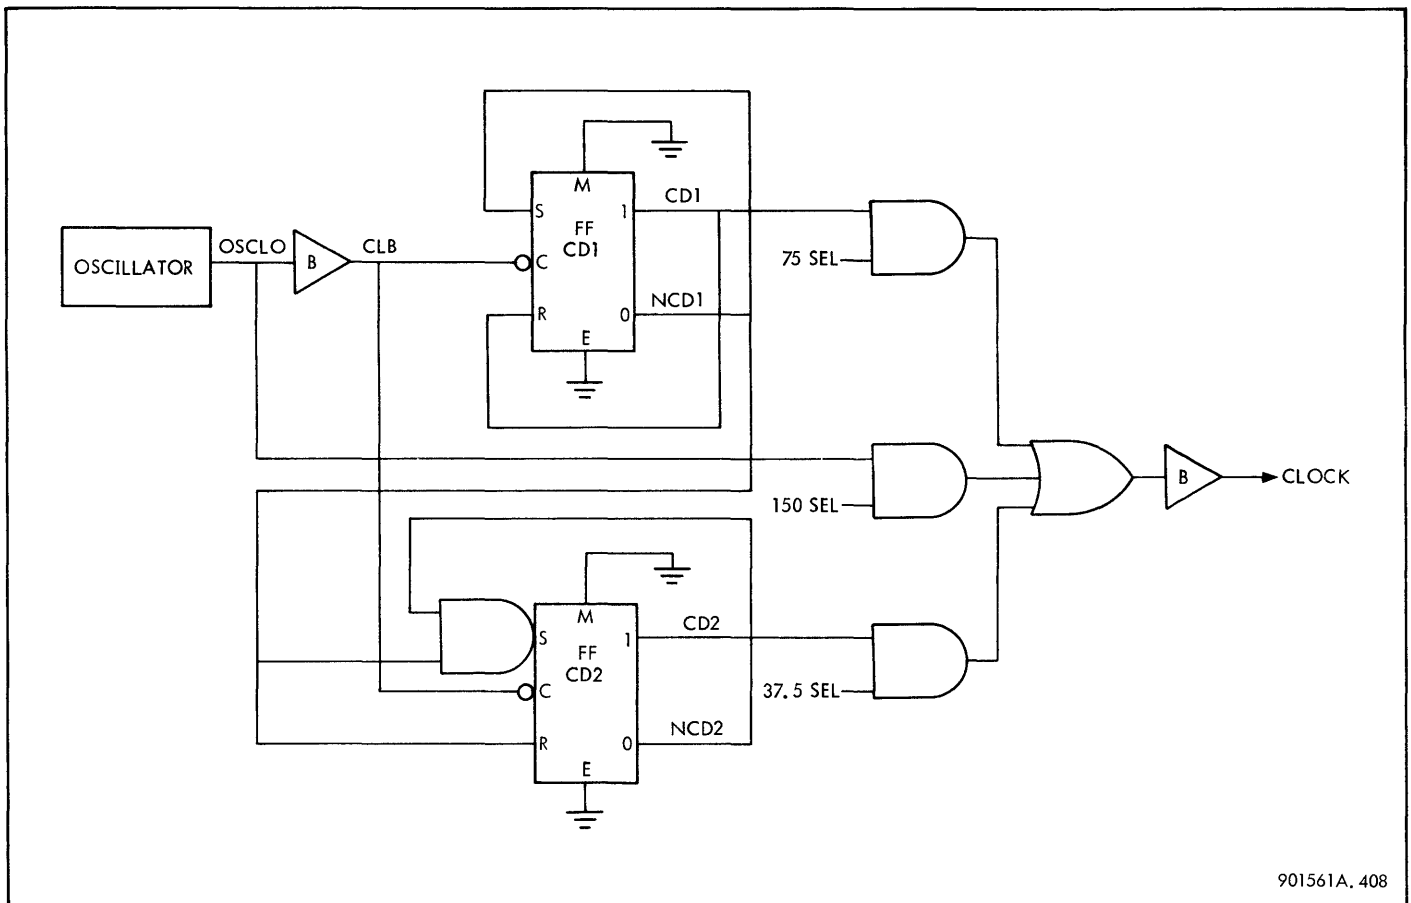 M
CD1
S
1
FF
CD1
75 SEL
OSCLO
CLB
OSCILLATOR
B
C
NCD1
R
0
E
150 SEL
B
CLOCK
M
CD2
S
1
FF
CD2
37.5 SEL
C
NCD2
R
0
E
901561A. 408